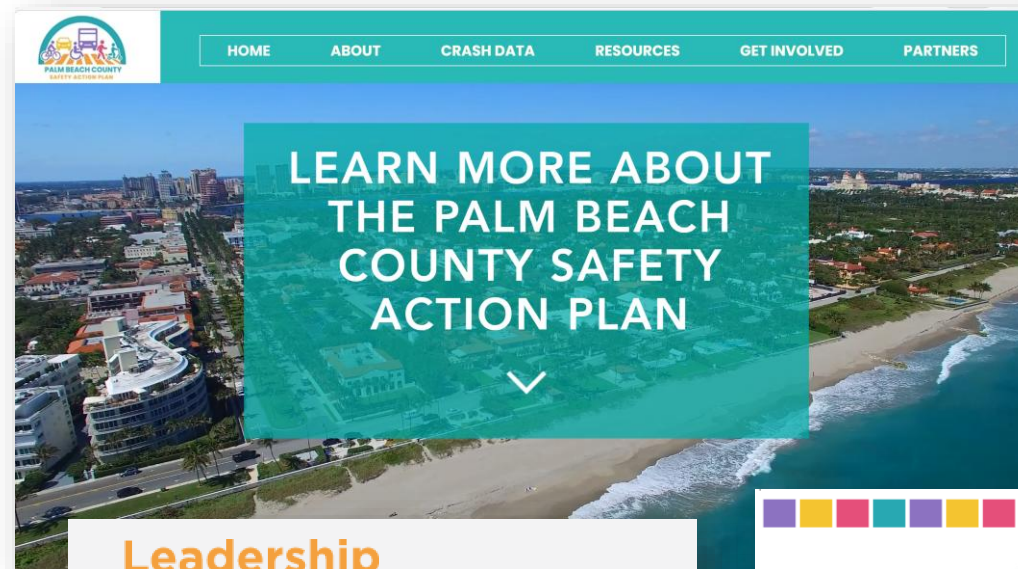 PALM BEACH COUNTY
SAFETY ACTION PLAN
HOME ABOUT CRASH DATA RESOURCES GET INVOLVED PARTNERS
LEARN MORE ABOUT
THE PALM BEACH
COUNTY SAFETY
ACTION PLAN
Leadership